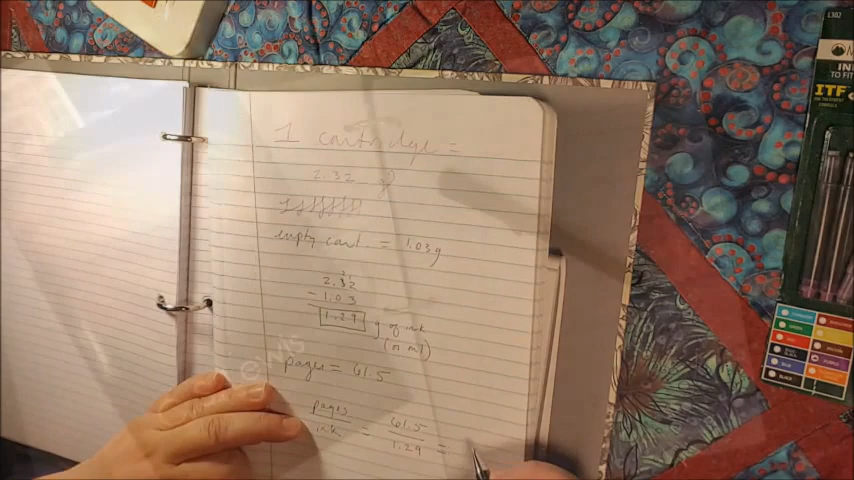 1 cartridge =
2.32 g
empty cart. = 1.03g
2.32
- 1.03
1.29 g of ink
(or ml)
pages = 61.5
pages / ink = 61.5 / 1.29 =
ITF